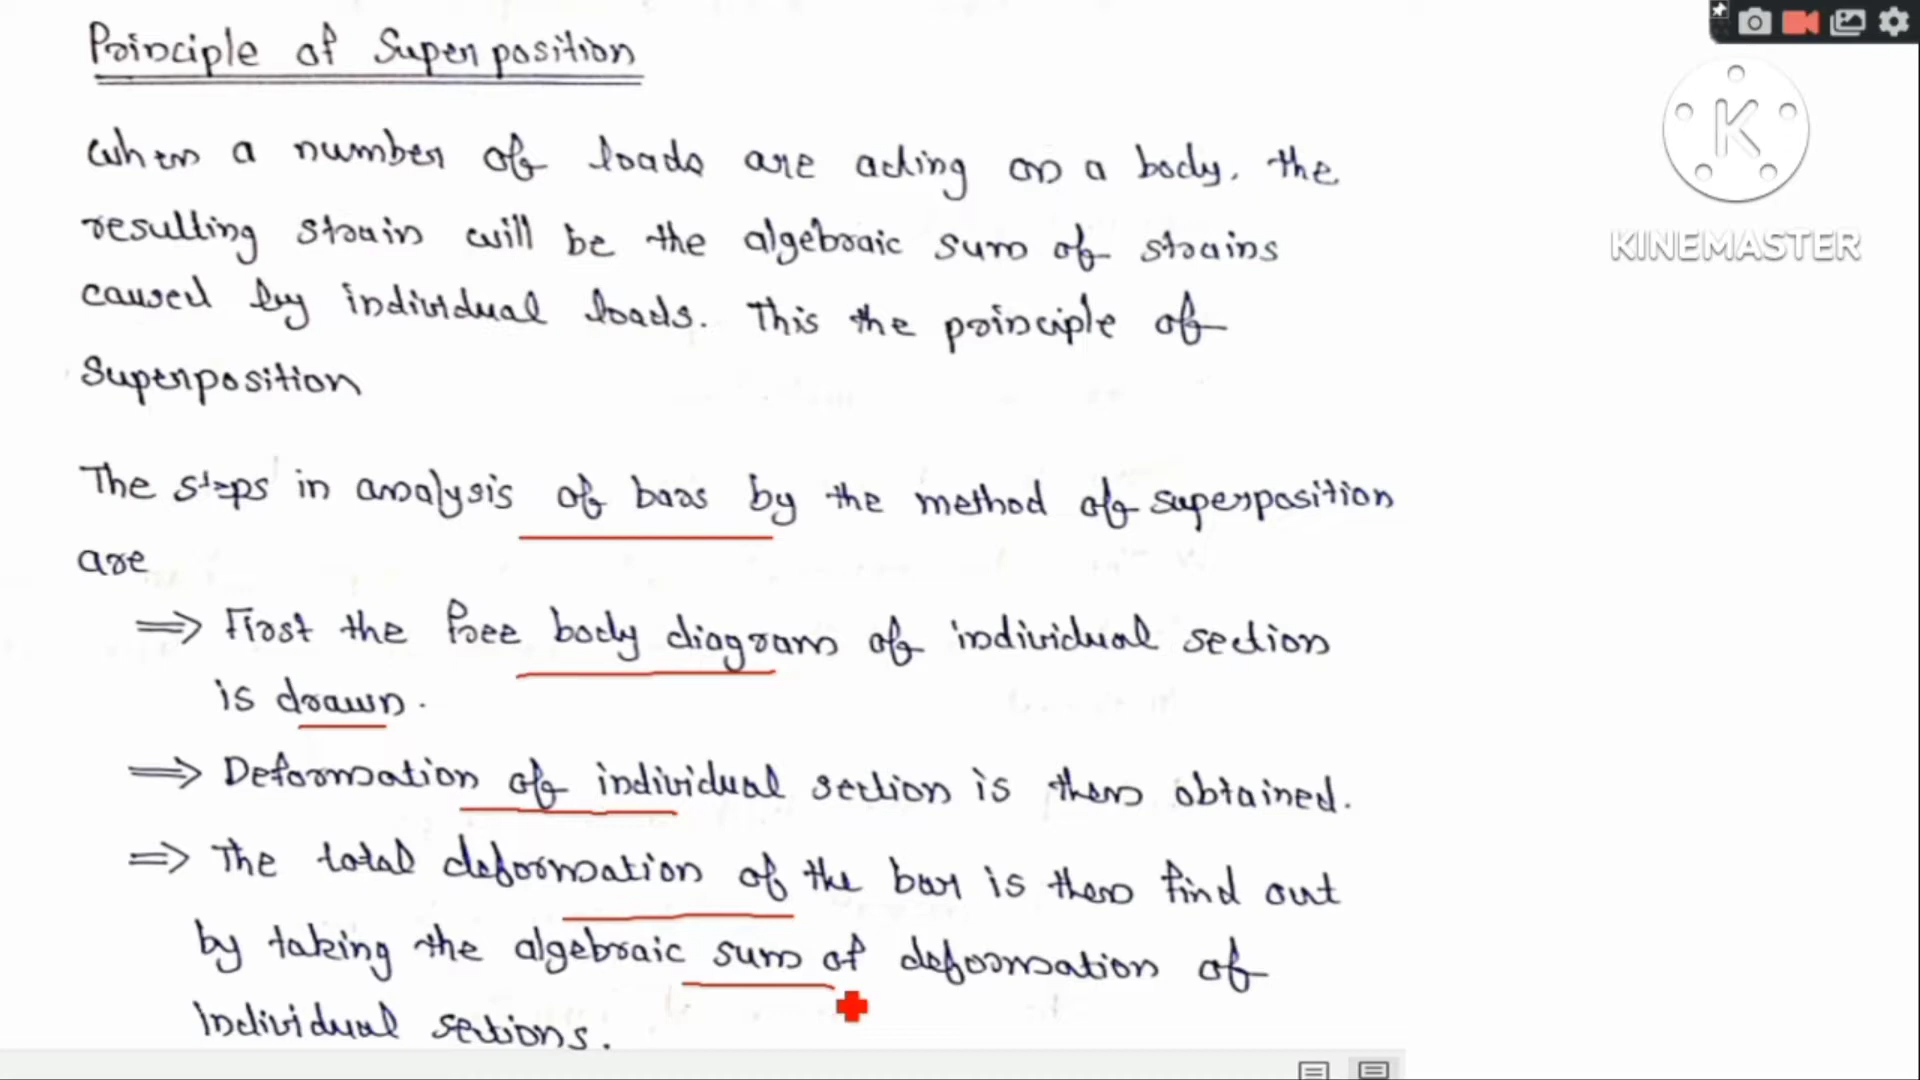 Principle of Superposition
KINEMASTER
When a number of loads are acting on a body. the
resulting strain will be the algebraic sum of strains
caused by individual loads. This the principle of
Superposition
The steps in analysis of bars by the method of superposition
are
⇒ First the free body diagram of individual section
is drawn.
⇒ Deformation of individual section is then obtained.
⇒ The total deformation of the bar is then find out
by taking the algebraic sum of deformation of
individual sections.